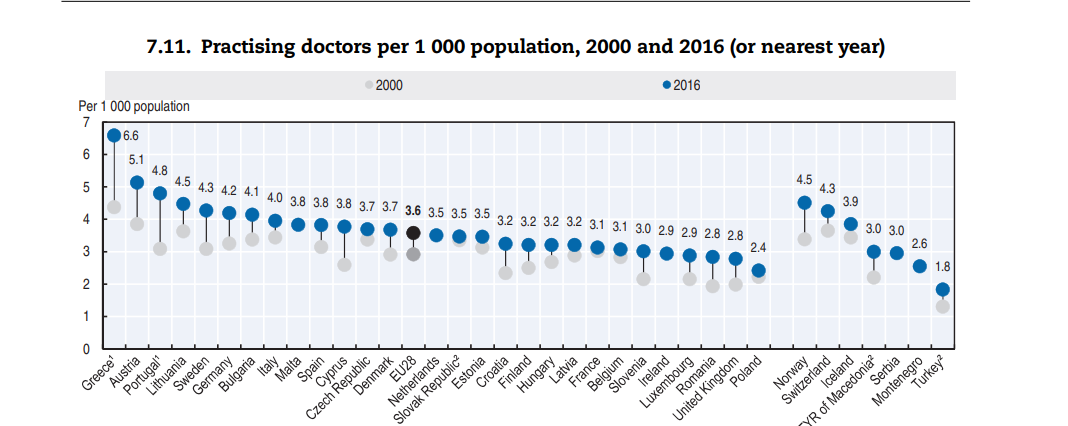 7.11. Practising doctors per 1 000 population, 2000 and 2016 (or nearest year)
2000 2016
Per 1 000 population
7
6
5
4
3
2
1
0
6.6 5.1 4.8 4.5 4.3 4.2 4.1 4.0 3.8 3.8 3.8 3.7 3.7 3.6 3.5 3.5 3.5 3.2 3.2 3.2 3.2 3.1 3.1 3.0 2.9 2.9 2.8 2.8 2.4 4.5 4.3 3.9 3.0 3.0 2.6 1.8
Greece¹
Austria
Portugal¹
Lithuania
Sweden
Germany
Bulgaria
Italy
Malta
Spain
Cyprus
Czech Republic
Denmark
EU28
Netherlands
Slovak Republic²
Estonia
Croatia
Finland
Hungary
Latvia
France
Belgium
Slovenia
Ireland
Luxembourg
Romania
United Kingdom
Poland
Norway
Switzerland
Iceland
FYR of Macedonia²
Serbia
Montenegro
Turkey²